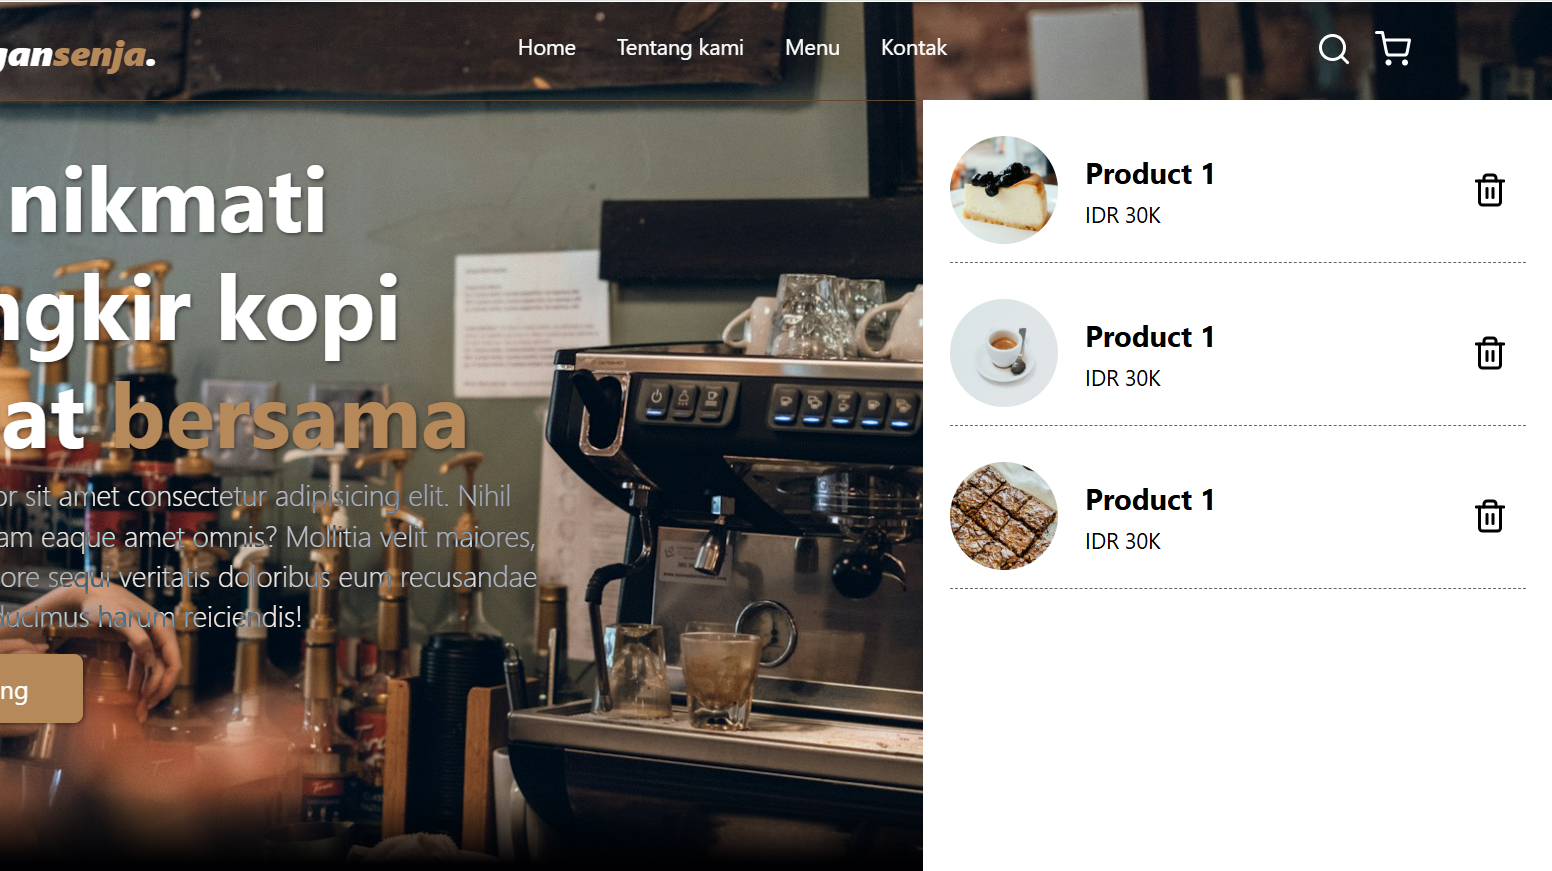 gansenja.
Home Tentang kami Menu Kontak
nikmati
ngkir kopi
at bersama
or sit amet consectetur adipisicing elit. Nihil
am eaque amet omnis? Mollitia velit maiores,
ore sequi veritatis doloribus eum recusandae
ducimus harum reiciendis!
ng
Product 1
IDR 30K
Product 1
IDR 30K
Product 1
IDR 30K